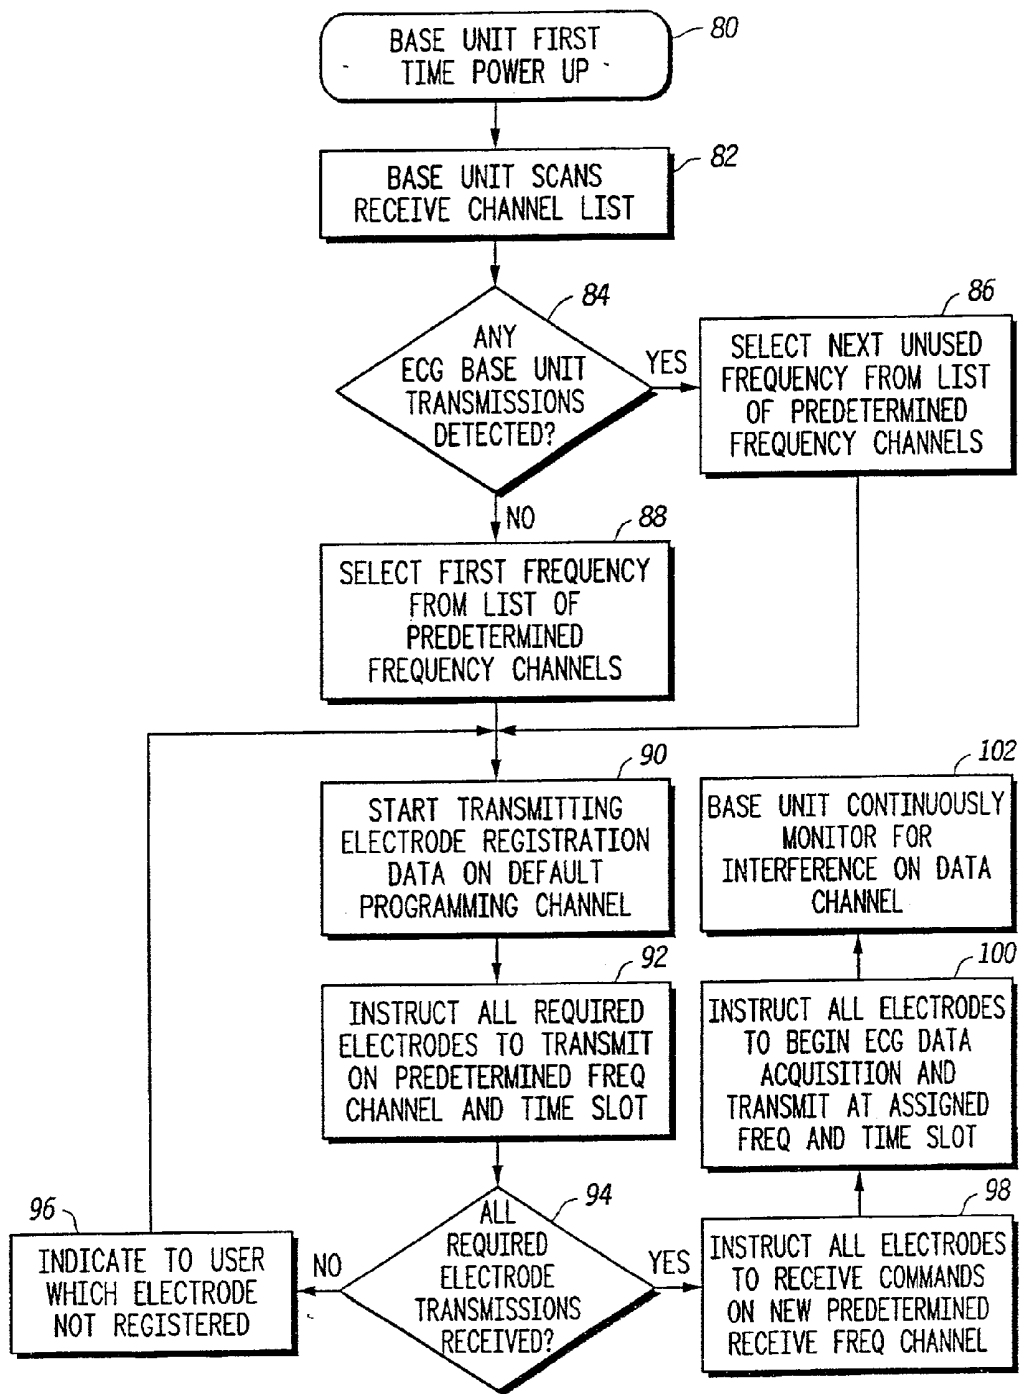 BASE UNIT FIRST
TIME POWER UP
80
BASE UNIT SCANS
RECEIVE CHANNEL LIST
82
ANY
ECG BASE UNIT
TRANSMISSIONS
DETECTED?
84
YES
SELECT NEXT UNUSED
FREQUENCY FROM LIST
OF PREDETERMINED
FREQUENCY CHANNELS
86
NO
SELECT FIRST FREQUENCY
FROM LIST OF
PREDETERMINED
FREQUENCY CHANNELS
88
START TRANSMITTING
ELECTRODE REGISTRATION
DATA ON DEFAULT
PROGRAMMING CHANNEL
90
INSTRUCT ALL REQUIRED
ELECTRODES TO TRANSMIT
ON PREDETERMINED FREQ
CHANNEL AND TIME SLOT
92
ALL
REQUIRED
ELECTRODE
TRANSMISSIONS
RECEIVED?
94
NO
INDICATE TO USER
WHICH ELECTRODE
NOT REGISTERED
96
YES
INSTRUCT ALL ELECTRODES
TO RECEIVE COMMANDS
ON NEW PREDETERMINED
RECEIVE FREQ CHANNEL
98
INSTRUCT ALL ELECTRODES
TO BEGIN ECG DATA
ACQUISITION AND
TRANSMIT AT ASSIGNED
FREQ AND TIME SLOT
100
BASE UNIT CONTINUOUSLY
MONITOR FOR
INTERFERENCE ON DATA
CHANNEL
102